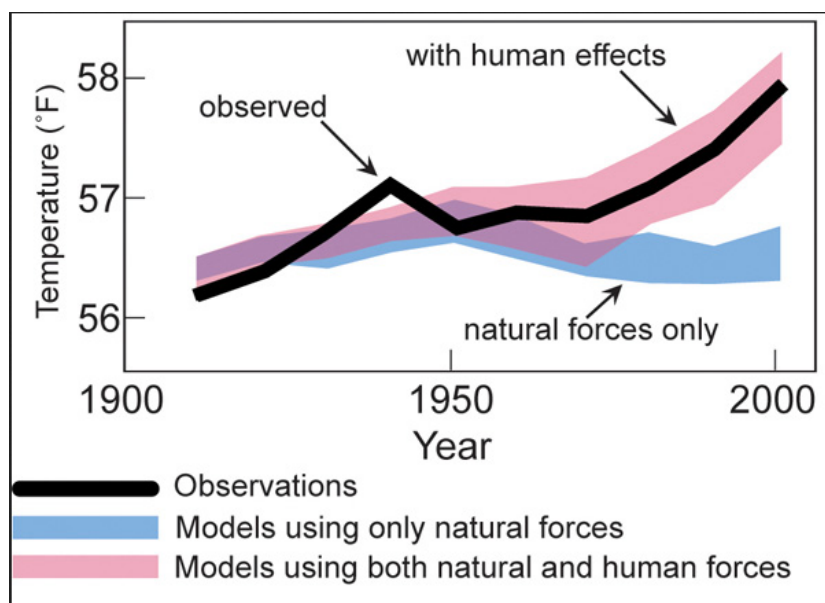 58
with human effects
observed
Temperature (°F)
57
56
natural forces only
1900
1950
2000
Year
Observations
Models using only natural forces
Models using both natural and human forces